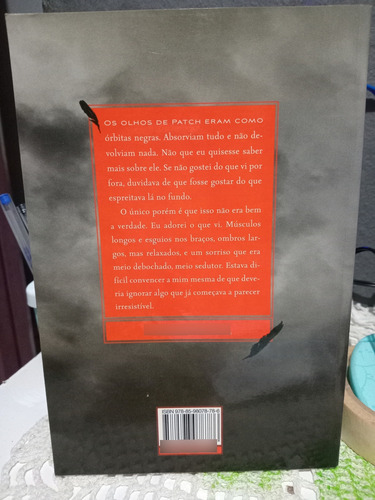 OS OLHOS DE PATCH ERAM COMO
órbitas negras. Absorviam tudo e não de-
volviam nada. Não que eu quisesse saber
mais sobre ele. Se não gostei do que vi por
fora, duvidava de que fosse gostar do que
espreitava lá no fundo.
O único porém é que isso não era bem
a verdade. Eu adorei o que vi. Músculos
longos e esguios nos braços, ombros lar-
gos, mas relaxados, e um sorriso que era
meio debochado, meio sedutor. Estava di-
fícil convencer a mim mesma de que deve-
ria ignorar algo que já começava a parecer
irresistível.
ISBN 978-85-98078-76-6